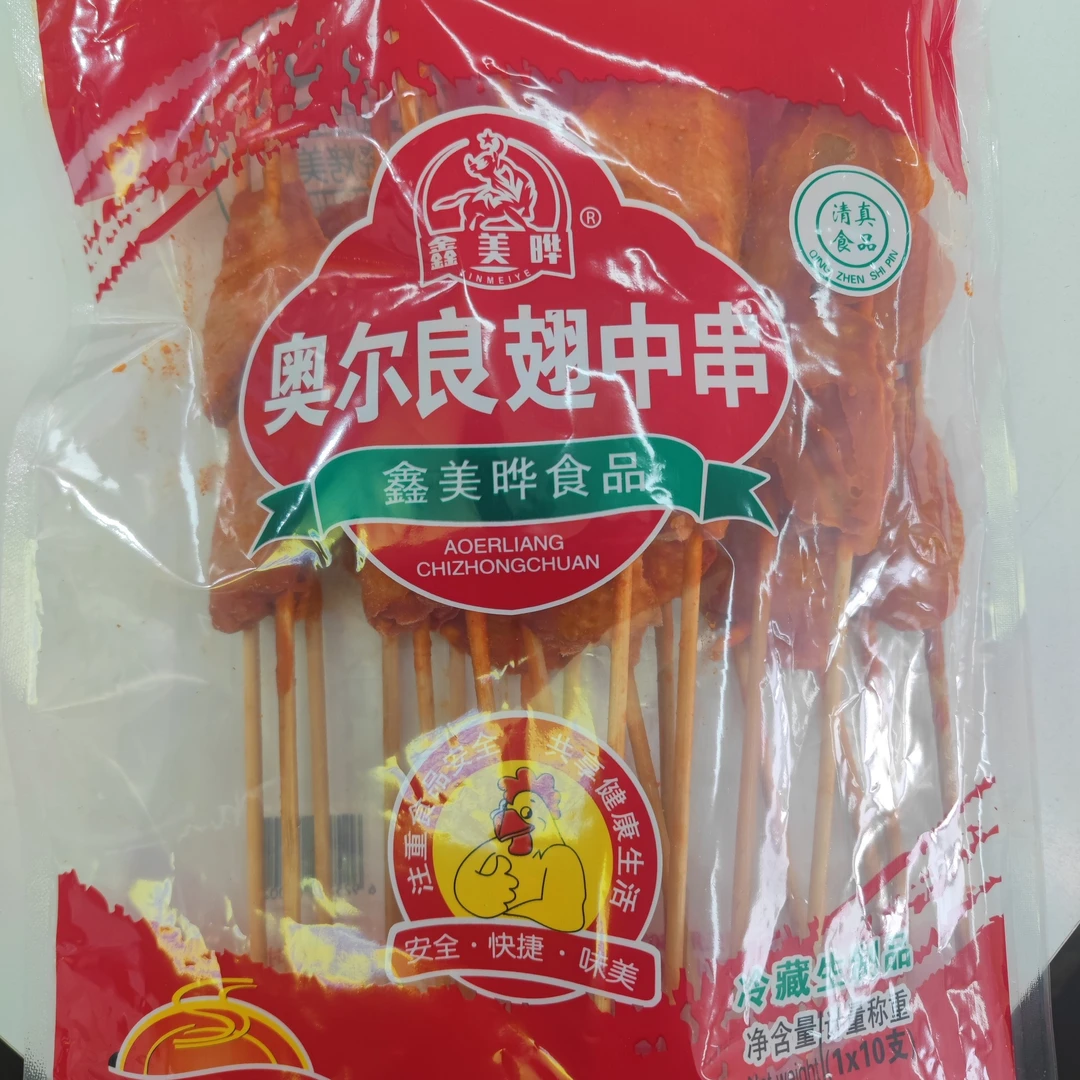 鑫美晔
XINMEIYE
®
清真
食品
QING ZHEN SHI PIN
奥尔良翅中串
鑫美晔食品
AOERLIANG
CHIZHONGCHUAN
注重食品安全 共享健康生活
安全·快捷·味美
冷藏生制品
净含量:计重称重
Net weight (1x10支)